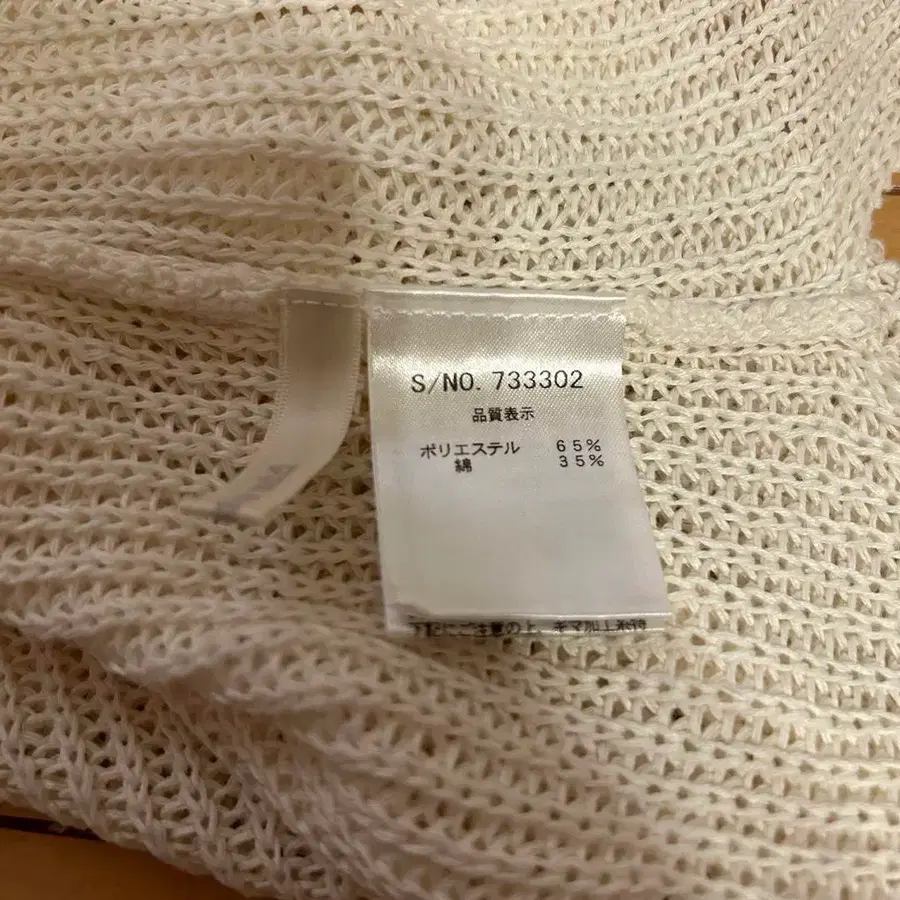 S/NO. 733302
品質表示
ポリエステル 65%
綿 35%